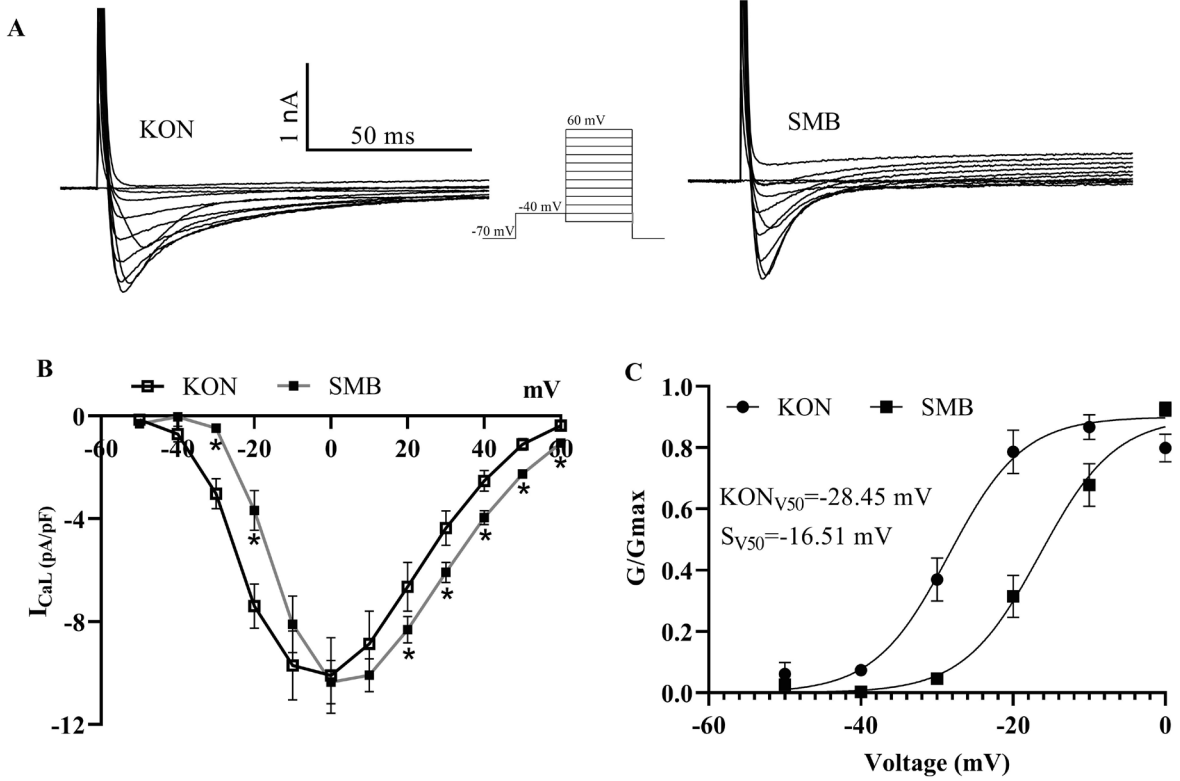 A
KON
1 nA
50 ms
60 mV
-40 mV
-70 mV
SMB
B
KON
SMB
mV
0
-60
-40
-20
0
20
40
60
-4
-8
-12
I CaL (pA/pF)
*
*
*
*
*
*
*
C
KON
SMB
1.0
0.8
0.6
0.4
0.2
0.0
G/Gmax
KONV50=-28.45 mV
SV50=-16.51 mV
-60
-40
-20
0
Voltage (mV)